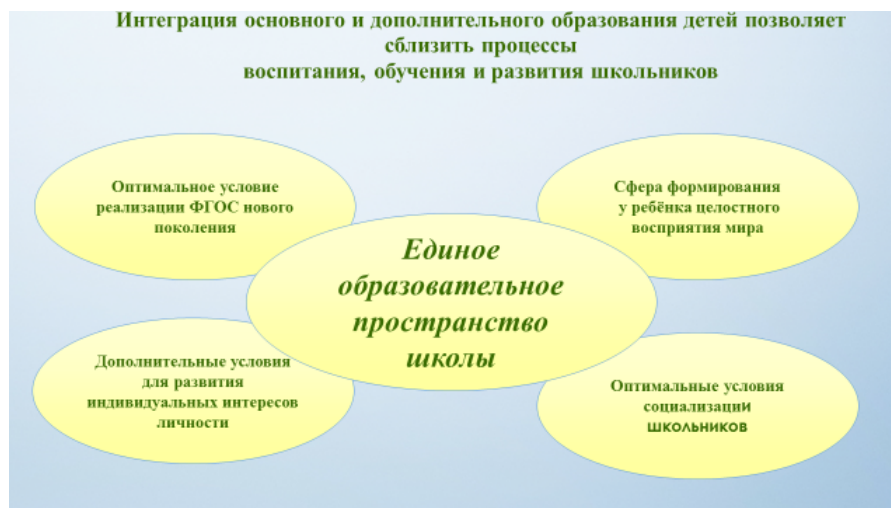 Интеграция основного и дополнительного образования детей позволяет
сблизить процессы
воспитания, обучения и развития школьников
Оптимальное условие
реализации ФГОС нового
поколения
Сфера формирования
у ребёнка целостного
восприятия мира
Единое
образовательное
пространство
школы
Дополнительные условия
для развития
индивидуальных интересов
личности
Оптимальные условия
социализации
школьников